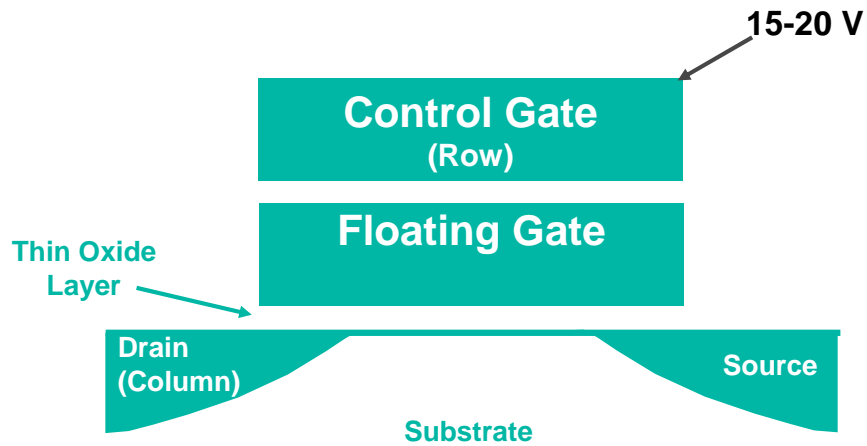 15-20 V
Control Gate
(Row)
Floating Gate
Thin Oxide
Layer
Drain
(Column)
Source
Substrate